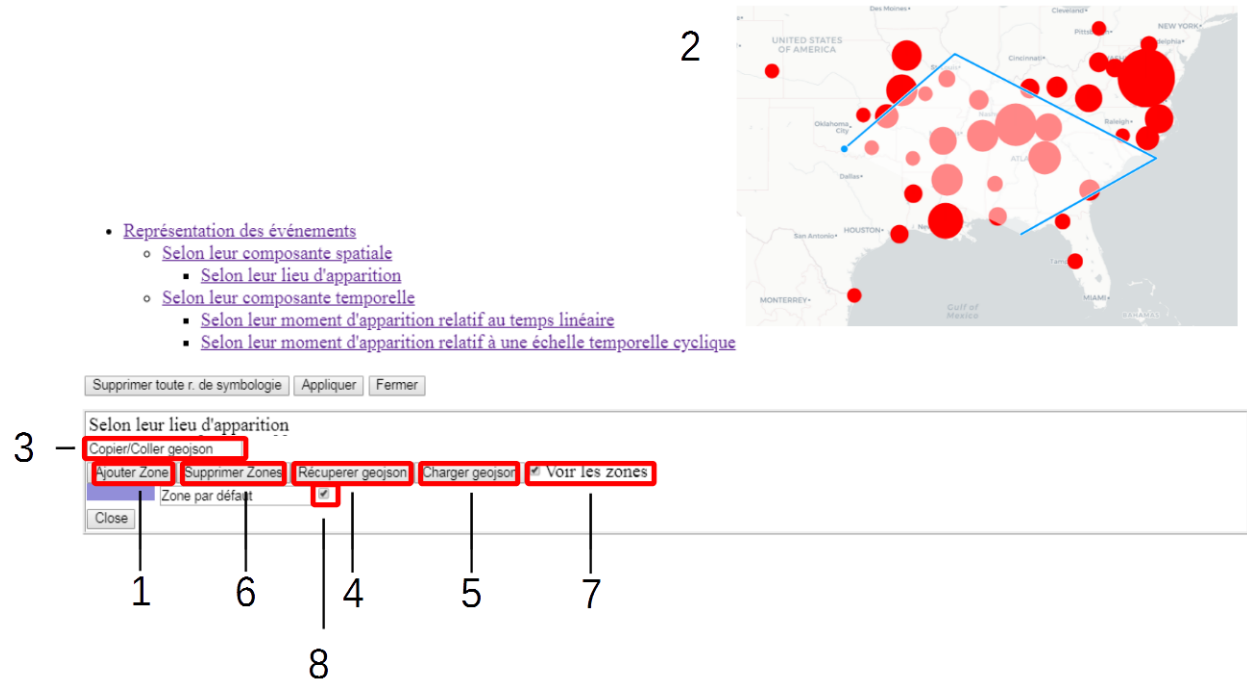 2
Des Moines
Cleveland
NEW YORK
UNITED STATES
OF AMERICA
Cincinnati
Oklahoma
City
Raleigh
Dallas
HOUSTON
San Antonio
MONTERREY
Gulf of
Mexico
MIAMI
BAHAMAS
Représentation des événements
Selon leur composante spatiale
Selon leur lieu d'apparition
Selon leur composante temporelle
Selon leur moment d'apparition relatif au temps linéaire
Selon leur moment d'apparition relatif à une échelle temporelle cyclique
Supprimer toute r. de symbologie Appliquer Fermer
Selon leur lieu d'apparition
3 Copier/Coller geojson
Ajouter Zone Supprimer Zones Récuperer geojson Charger geojson Voir les zones
Zone par défaut
Close
1 6 4 5 7
8